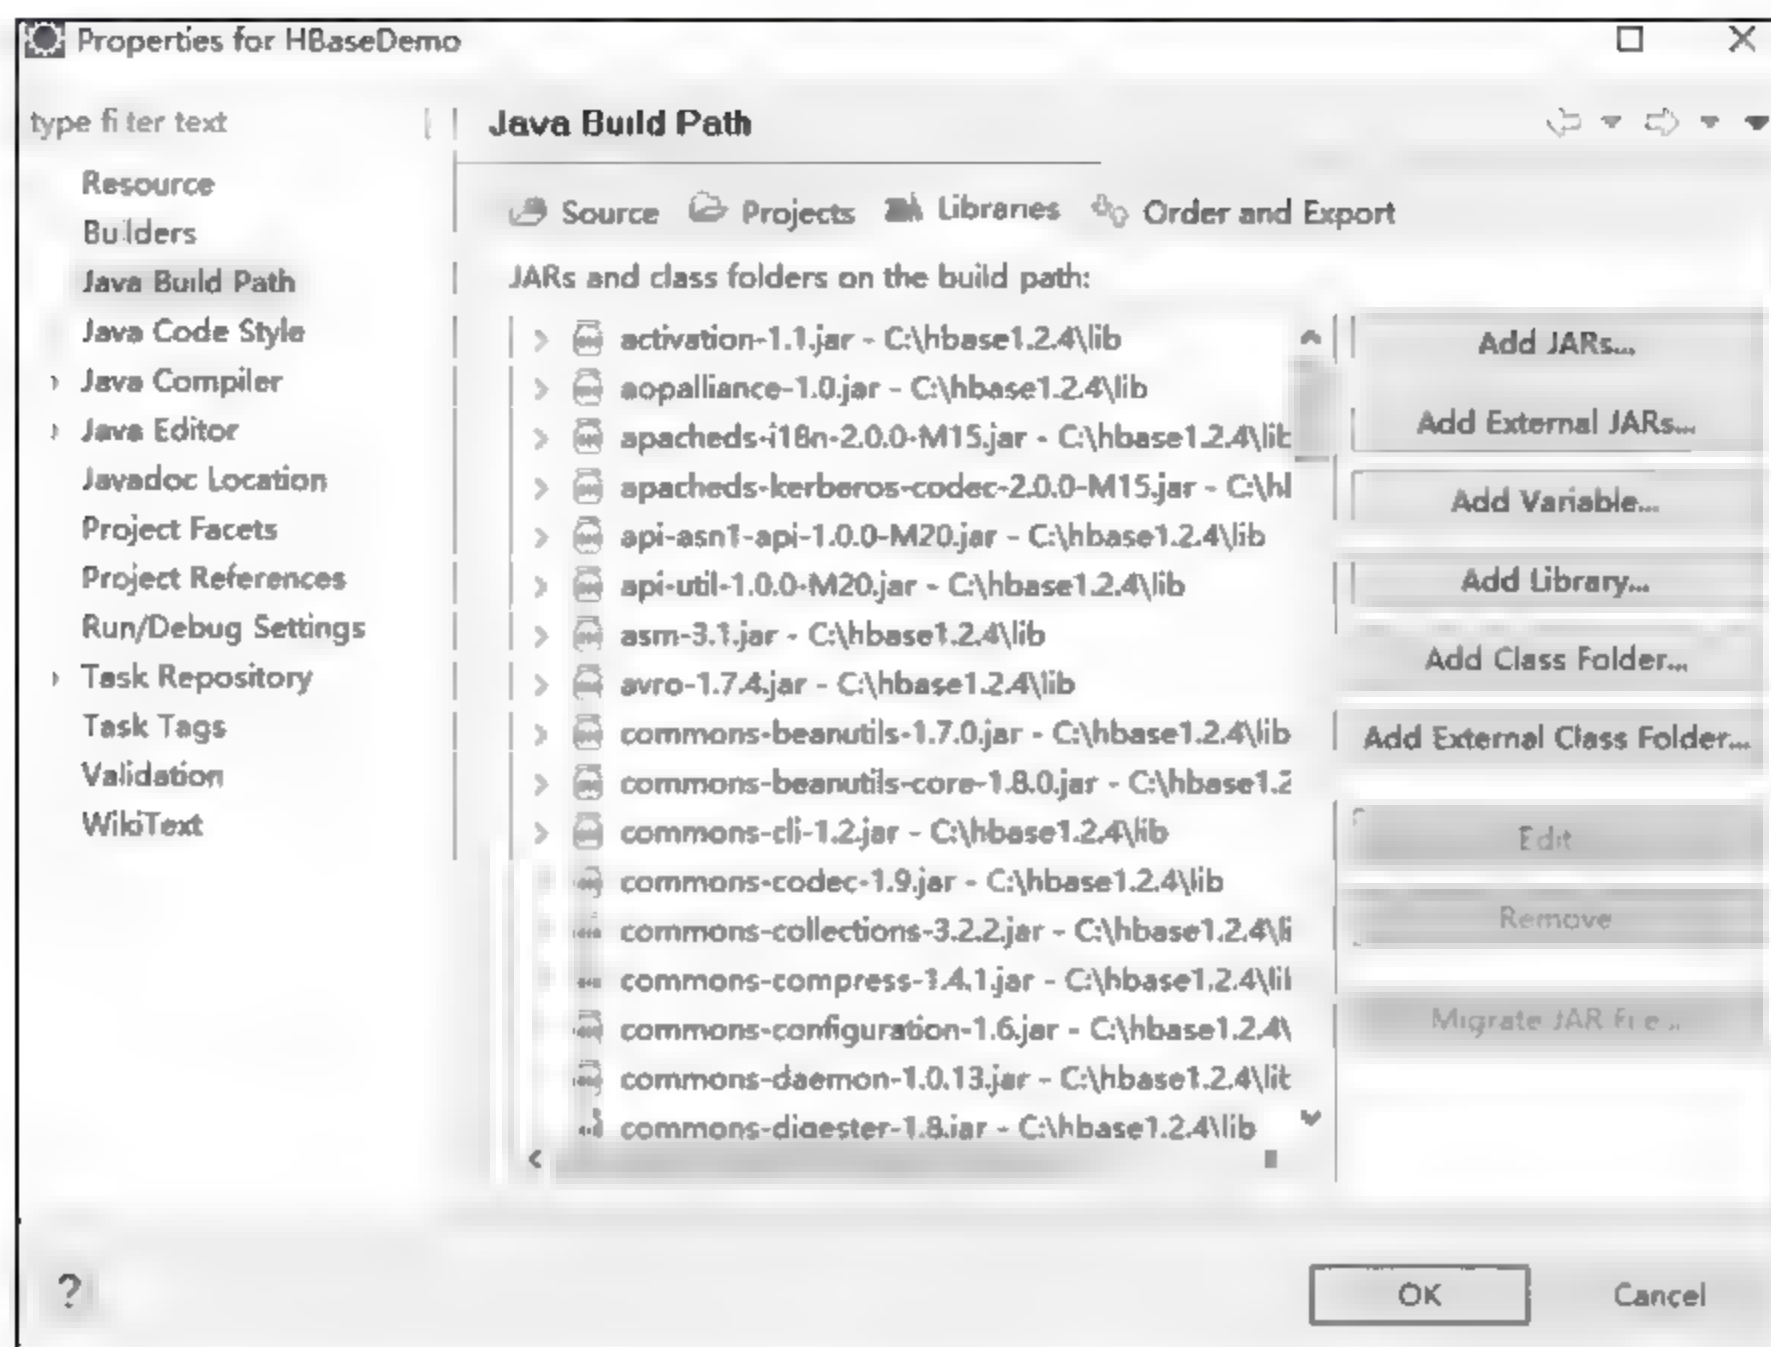 Properties for HBaseDemo
type filter text
Resource
Builders
Java Build Path
Java Code Style
Java Compiler
Java Editor
Javadoc Location
Project Facets
Project References
Run/Debug Settings
Task Repository
Task Tags
Validation
WikiText
Java Build Path
Source Projects Libraries Order and Export
JARs and class folders on the build path:
activation-1.1.jar - C:\hbase1.2.4\lib
aopalliance-1.0.jar - C:\hbase1.2.4\lib
apacheds-i18n-2.0.0-M15.jar - C:\hbase1.2.4\lib
apacheds-kerberos-codec-2.0.0-M15.jar - C:\hl
api-asn1-api-1.0.0-M20.jar - C:\hbase1.2.4\lib
api-util-1.0.0-M20.jar - C:\hbase1.2.4\lib
asm-3.1.jar - C:\hbase1.2.4\lib
avro-1.7.4.jar - C:\hbase1.2.4\lib
commons-beanutils-1.7.0.jar - C:\hbase1.2.4\lib
commons-beanutils-core-1.8.0.jar - C:\hbase1.2
commons-cli-1.2.jar - C:\hbase1.2.4\lib
commons-codec-1.9.jar - C:\hbase1.2.4\lib
commons-collections-3.2.2.jar - C:\hbase1.2.4\li
commons-compress-1.4.1.jar - C:\hbase1.2.4\lil
commons-configuration-1.6.jar - C:\hbase1.2.4\
commons-daemon-1.0.13.jar - C:\hbase1.2.4\lib
commons-digester-1.8.jar - C:\hbase1.2.4\lib
Add JARs...
Add External JARs...
Add Variable...
Add Library...
Add Class Folder...
Add External Class Folder...
Edit
Remove
Migrate JAR File...
?
OK
Cancel